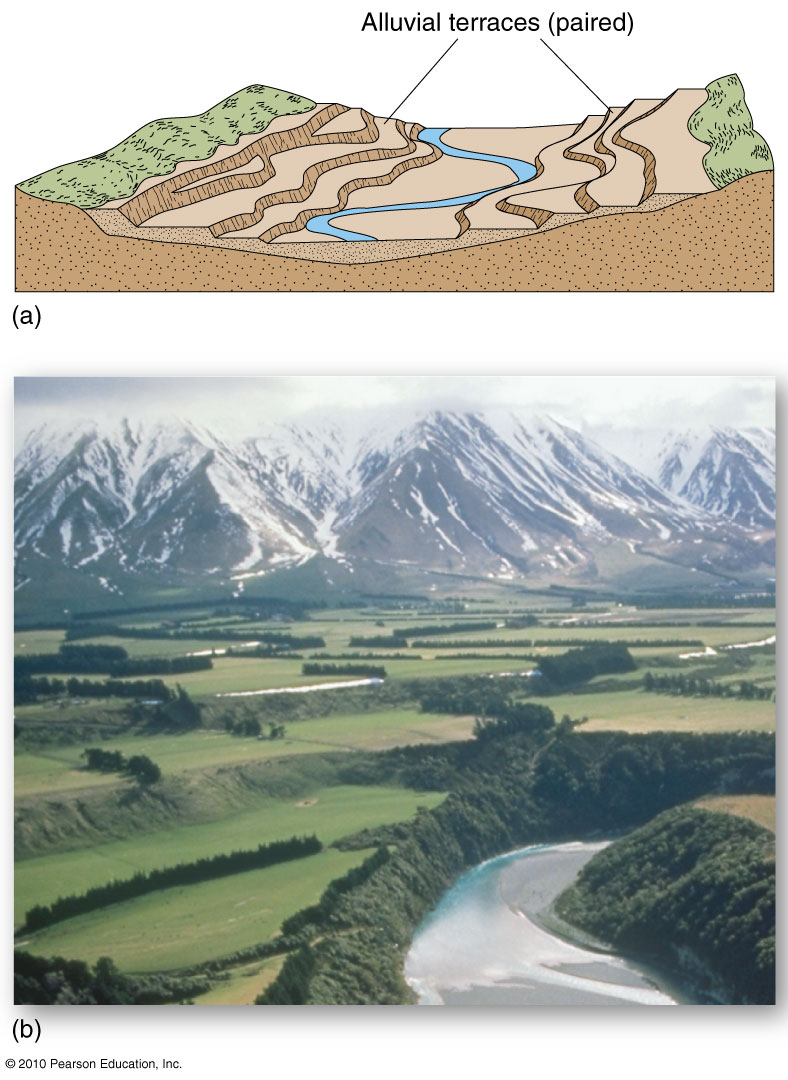 Alluvial terraces (paired)
(a)
(b)
© 2010 Pearson Education, Inc.